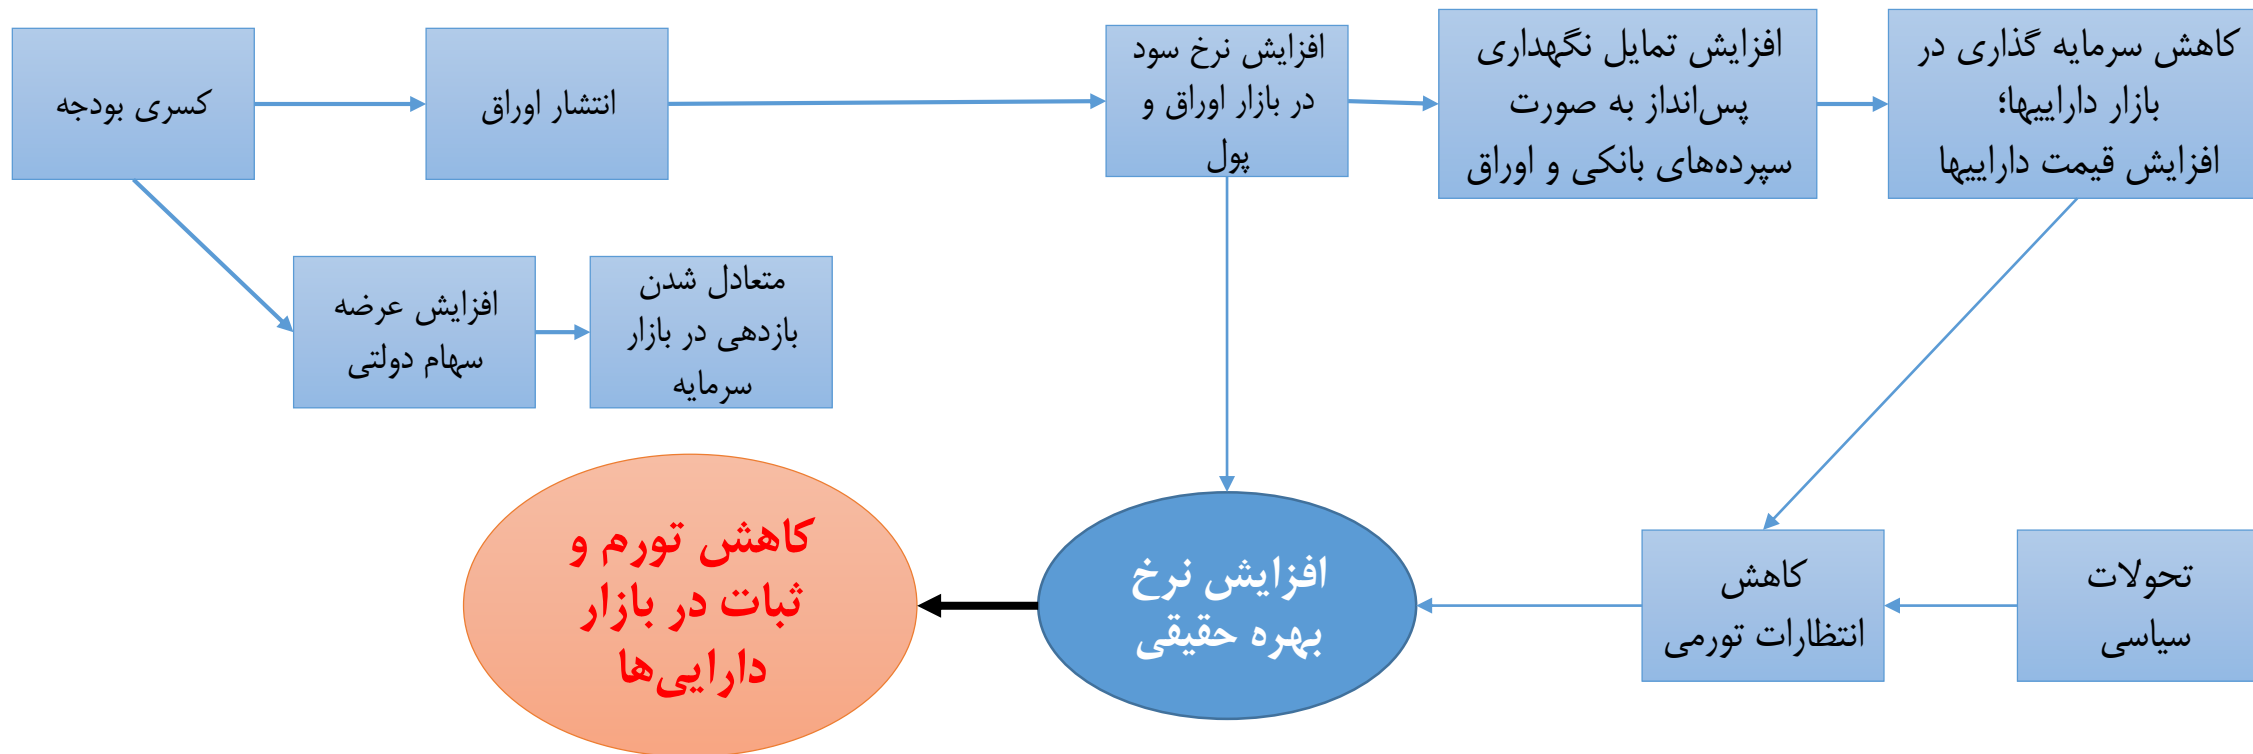 کسری بودجه
انتشار اوراق
افزایش نرخ سود
در بازار اوراق و
پول
افزایش تمایل نگهداری
پس‌انداز به صورت
سپرده‌های بانکی و اوراق
کاهش سرمایه گذاری در
بازار داراییها؛
افزایش قیمت داراییها
افزایش عرضه
سهام دولتی
متعادل شدن
بازدهی در بازار
سرمایه
کاهش تورم و
ثبات در بازار
دارایی‌ها
افزایش نرخ
بهره حقیقی
کاهش
انتظارات تورمی
تحولات
سیاسی